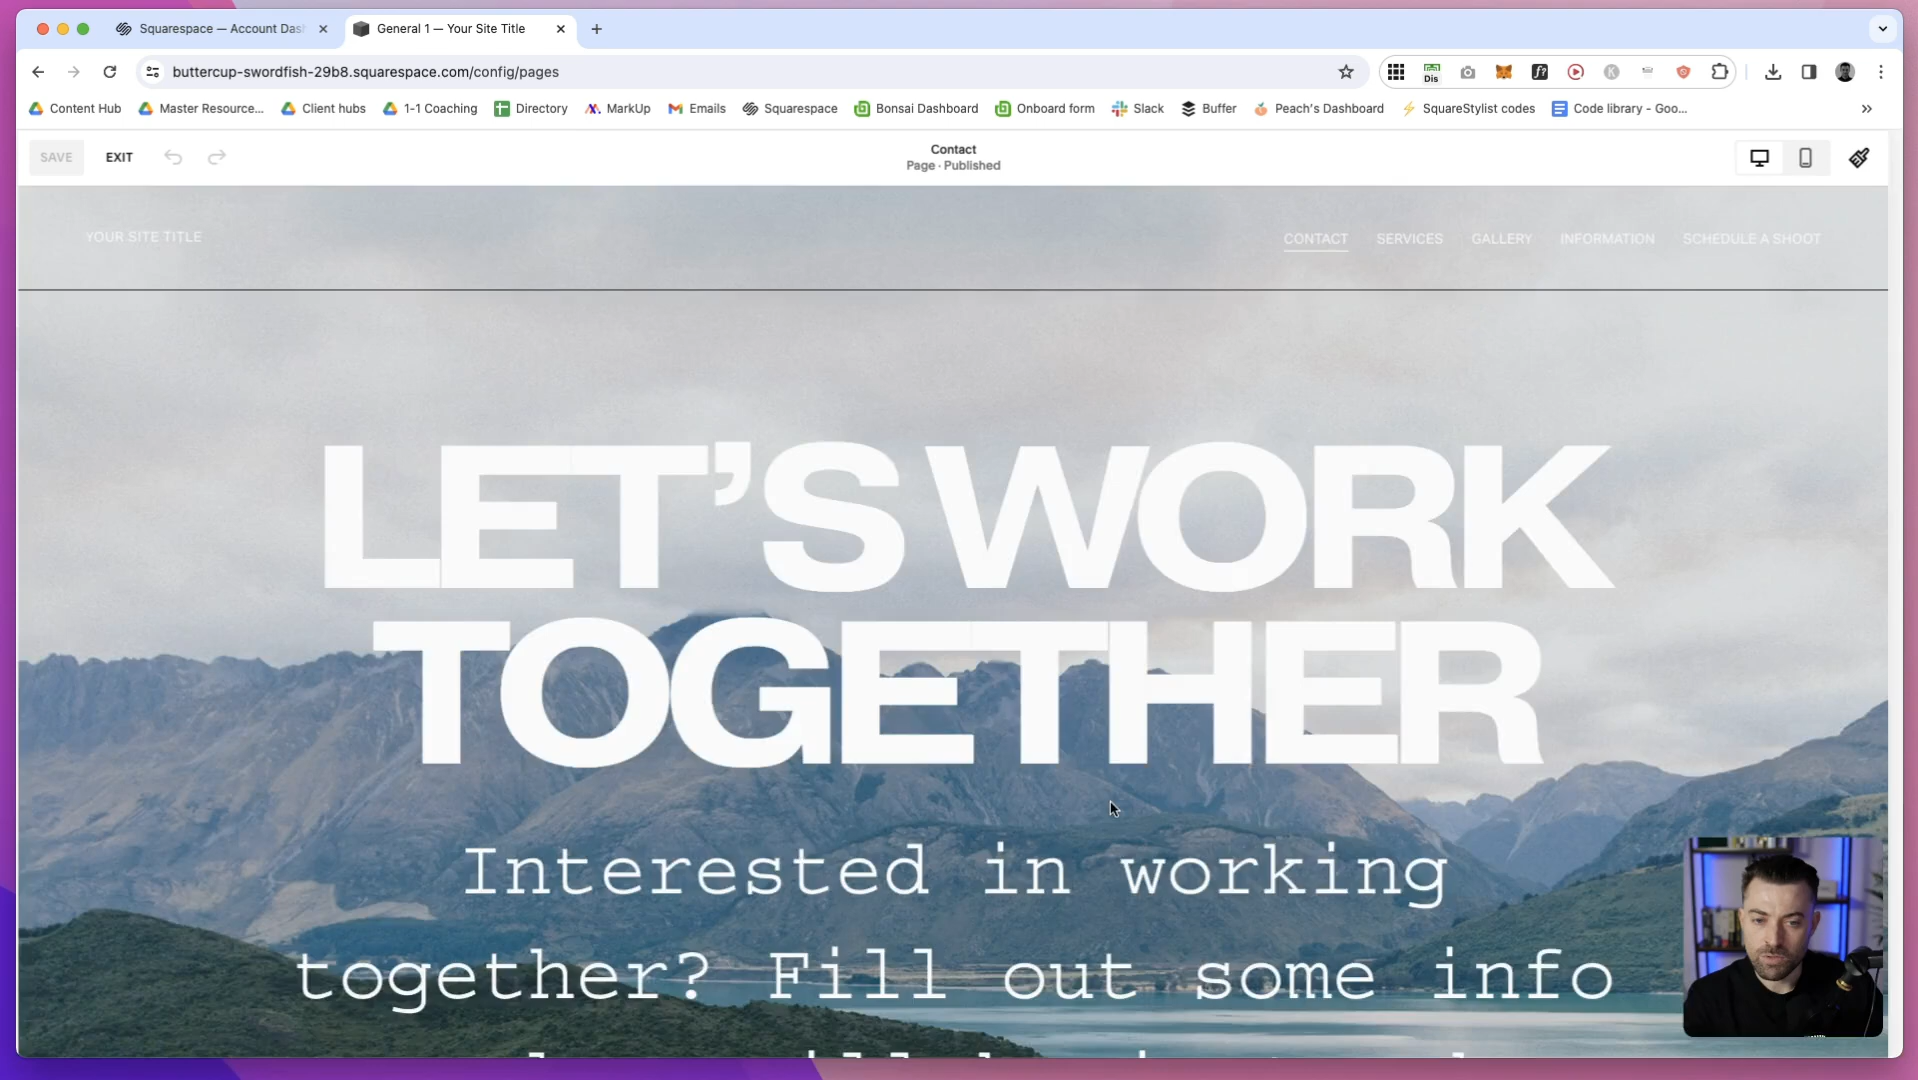 Squarespace — Account Das
General 1 — Your Site Title
buttercup-swordfish-29b8.squarespace.com/config/pages
Dis
f?
K
Content Hub
Master Resource...
Client hubs
1-1 Coaching
Directory
MarkUp
Emails
Squarespace
Bonsai Dashboard
Onboard form
Slack
Buffer
Peach's Dashboard
SquareStylist codes
Code library - Goo...
SAVE
EXIT
Contact
Page · Published
YOUR SITE TITLE
CONTACT
SERVICES
GALLERY
INFORMATION
SCHEDULE A SHOOT
LET’S WORK
TOGETHER
Interested in working
together? Fill out some info